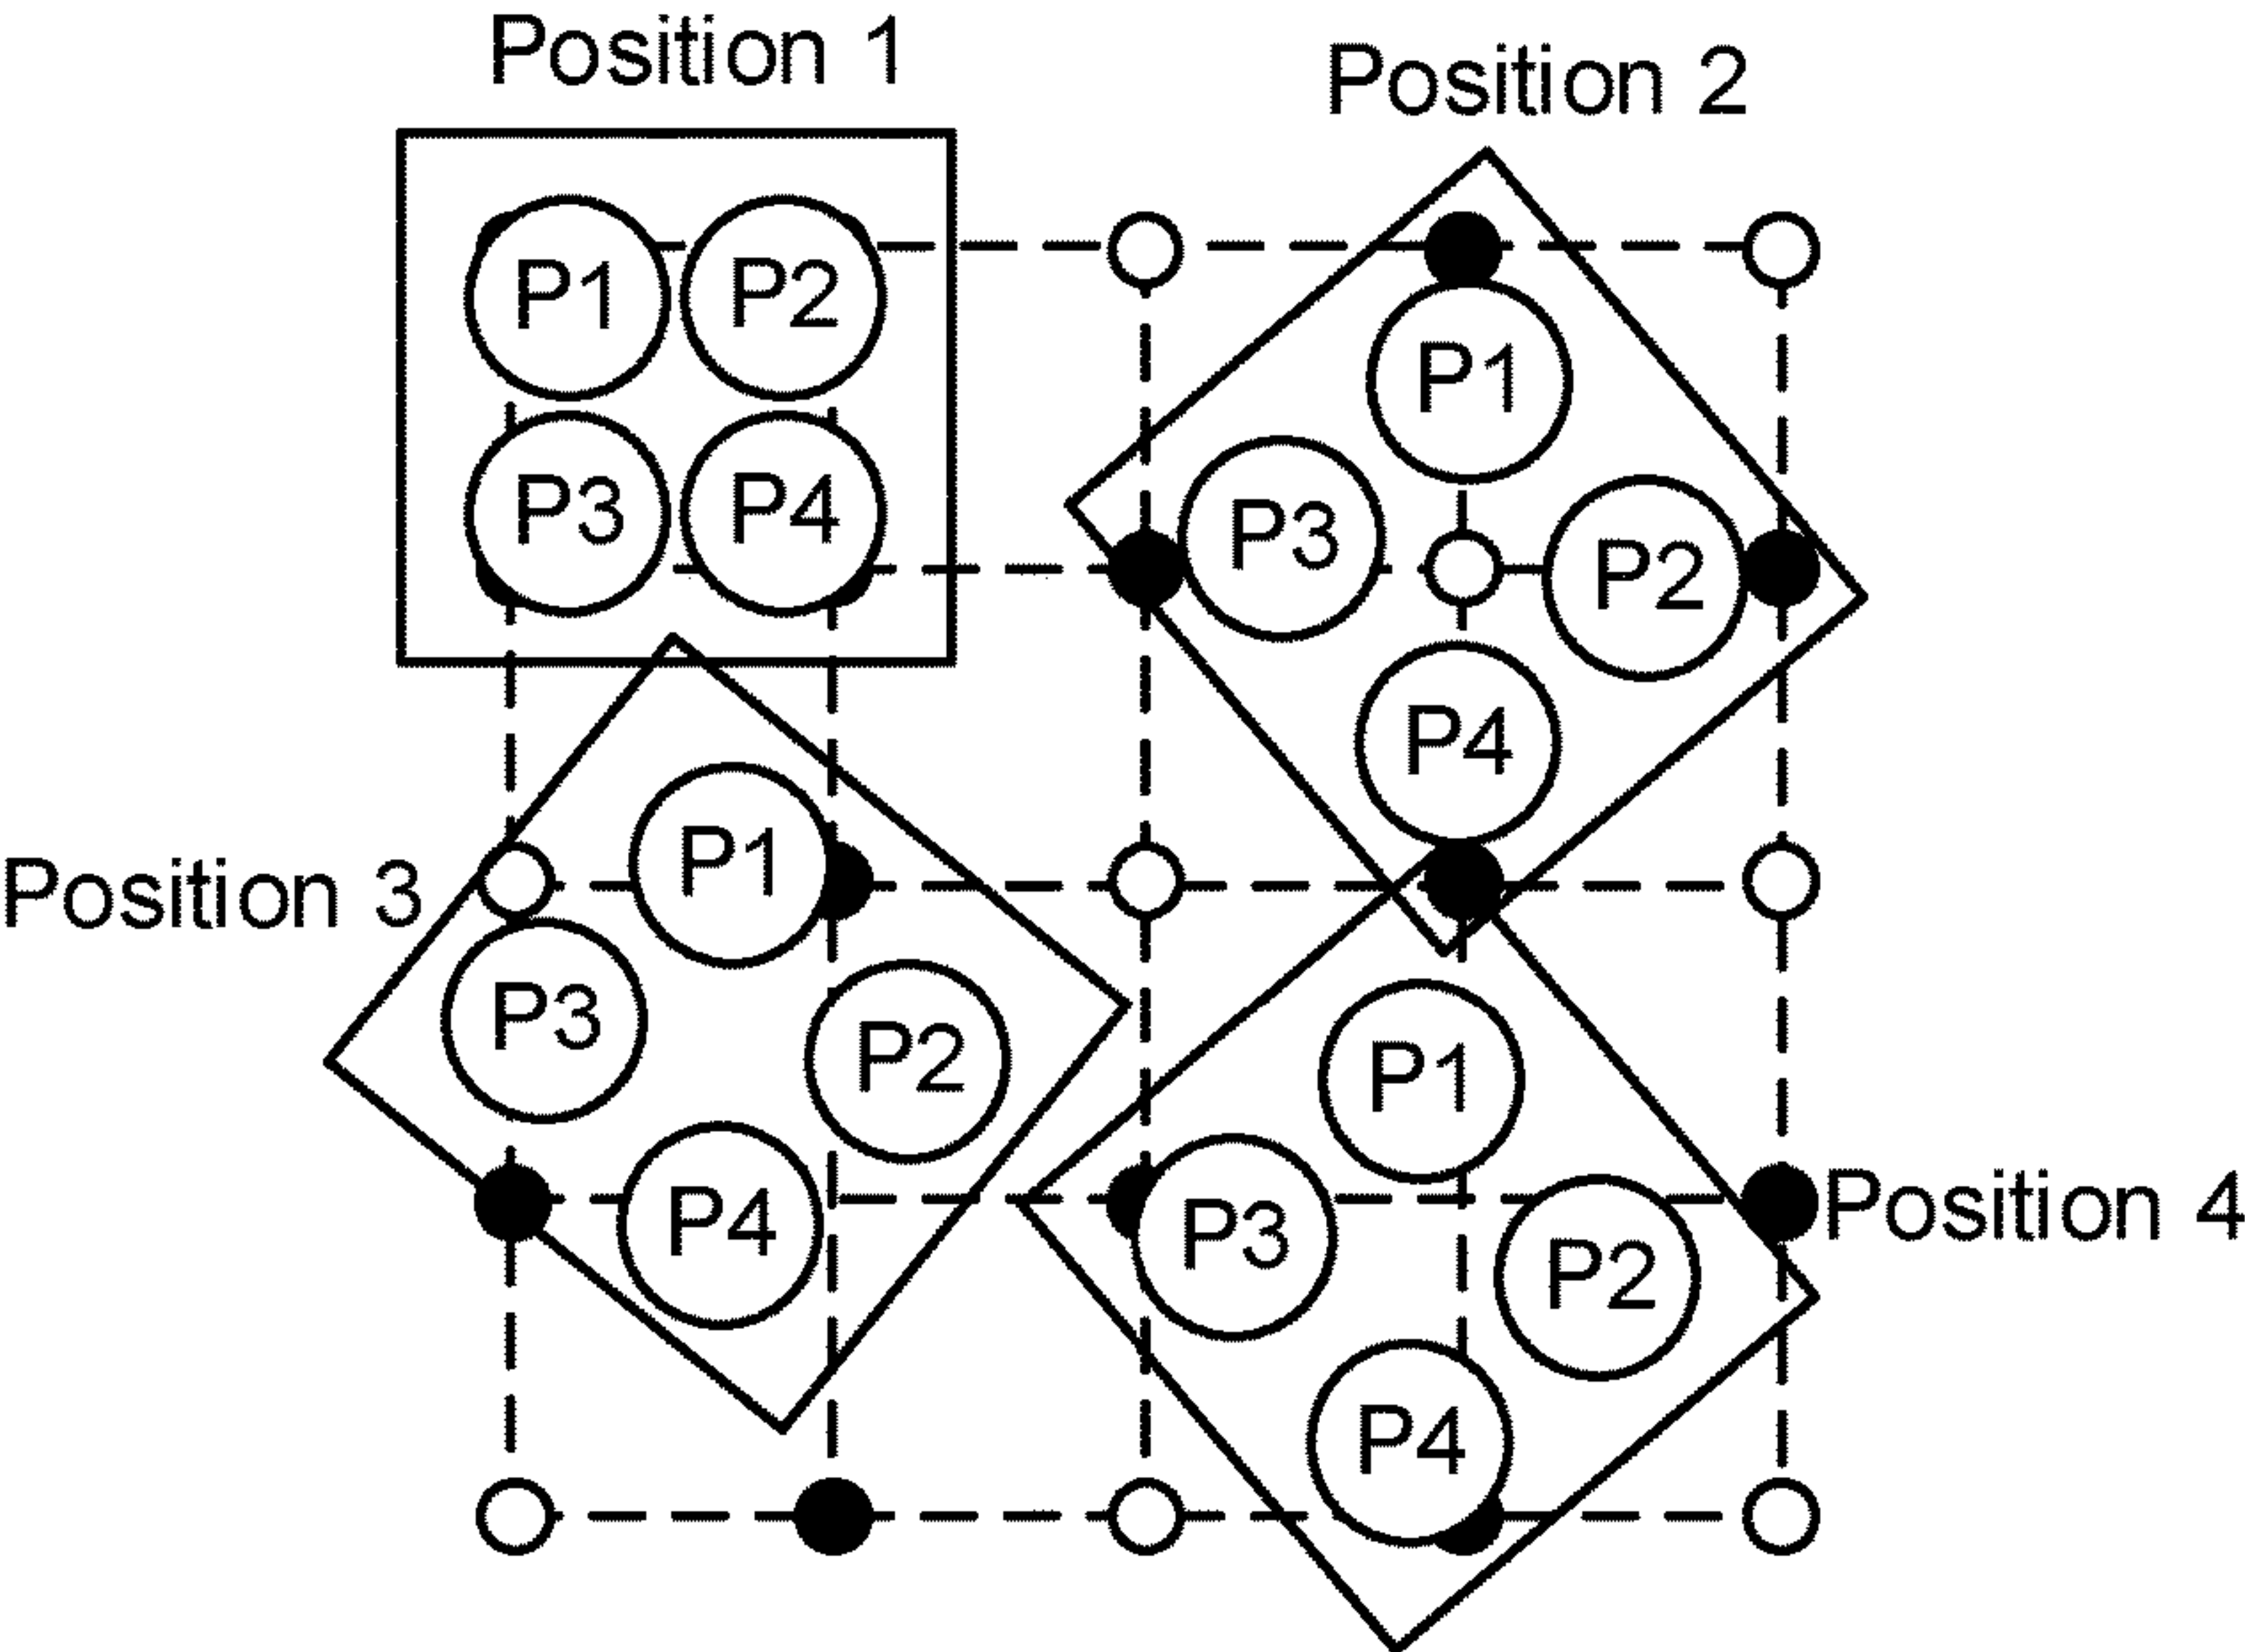 Position 1
Position 2
P1 P2
P1
P3 P4
P3
P2
P4
Position 3
P1
P3
P2
P4
P1
Position 4
P3
P2
P4